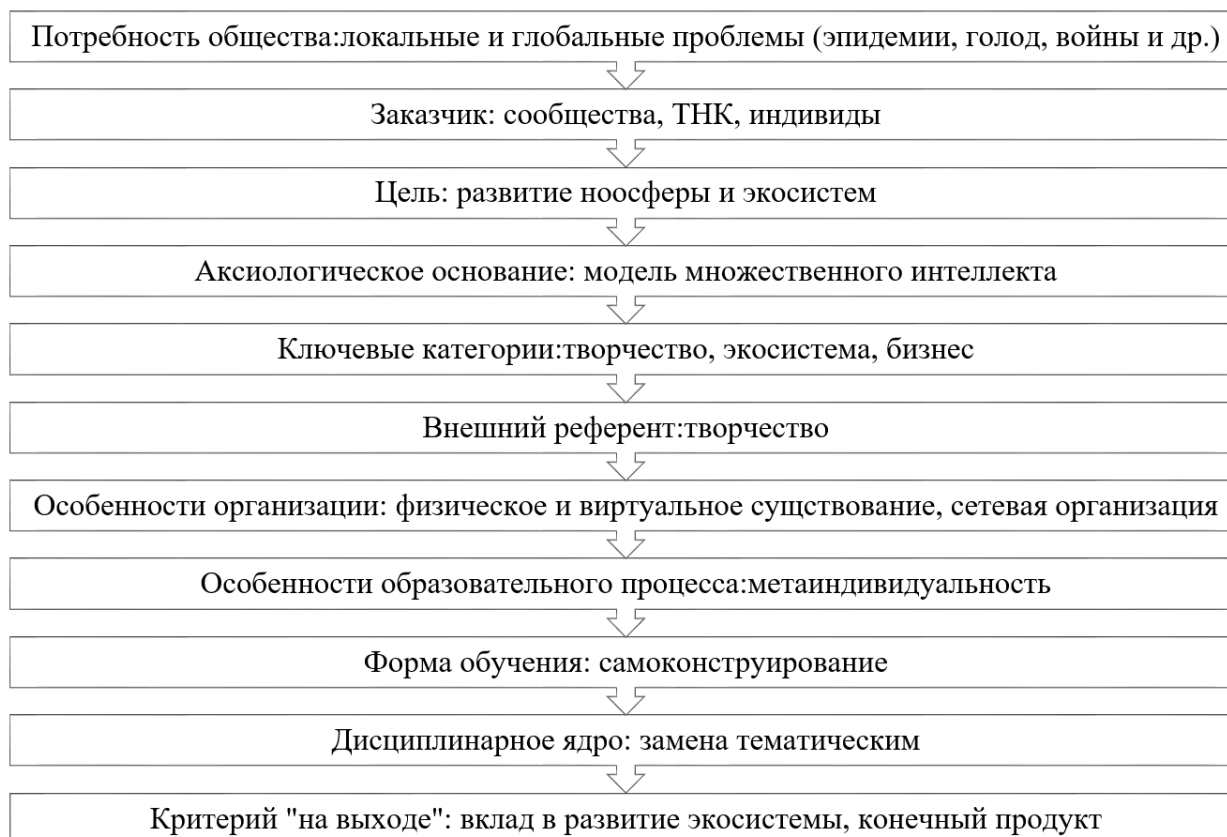 Потребность общества:локальные и глобальные проблемы (эпидемии, голод, войны и др.)
Заказчик: сообщества, ТНК, индивиды
Цель: развитие ноосферы и экосистем
Аксиологическое основание: модель множественного интеллекта
Ключевые категории:творчество, экосистема, бизнес
Внешний референт:творчество
Особенности организации: физическое и виртуальное сущствование, сетевая организация
Особенности образовательного процесса:метаиндивидуальность
Форма обучения: самоконструирование
Дисциплинарное ядро: замена тематическим
Критерий "на выходе": вклад в развитие экосистемы, конечный продукт